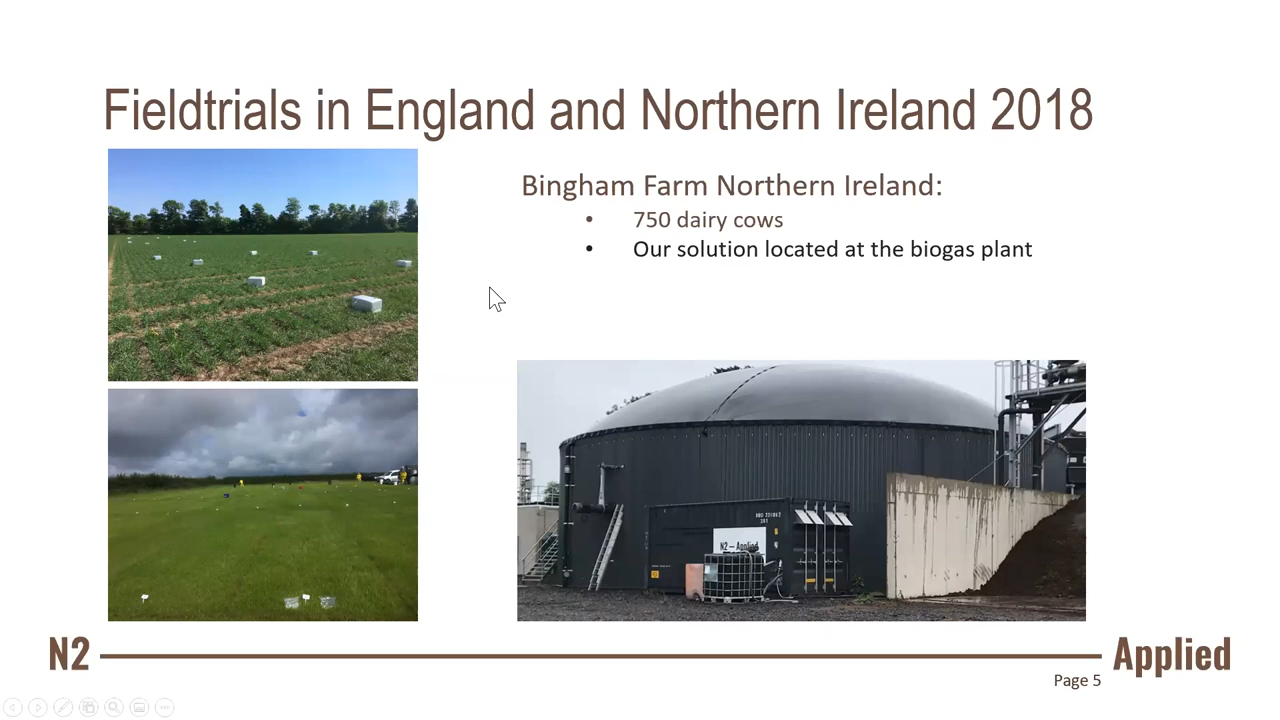 Fieldtrials in England and Northern Ireland 2018
Bingham Farm Northern Ireland:
• 750 dairy cows
• Our solution located at the biogas plant
N2 – Applied
N2 Applied
Page 5